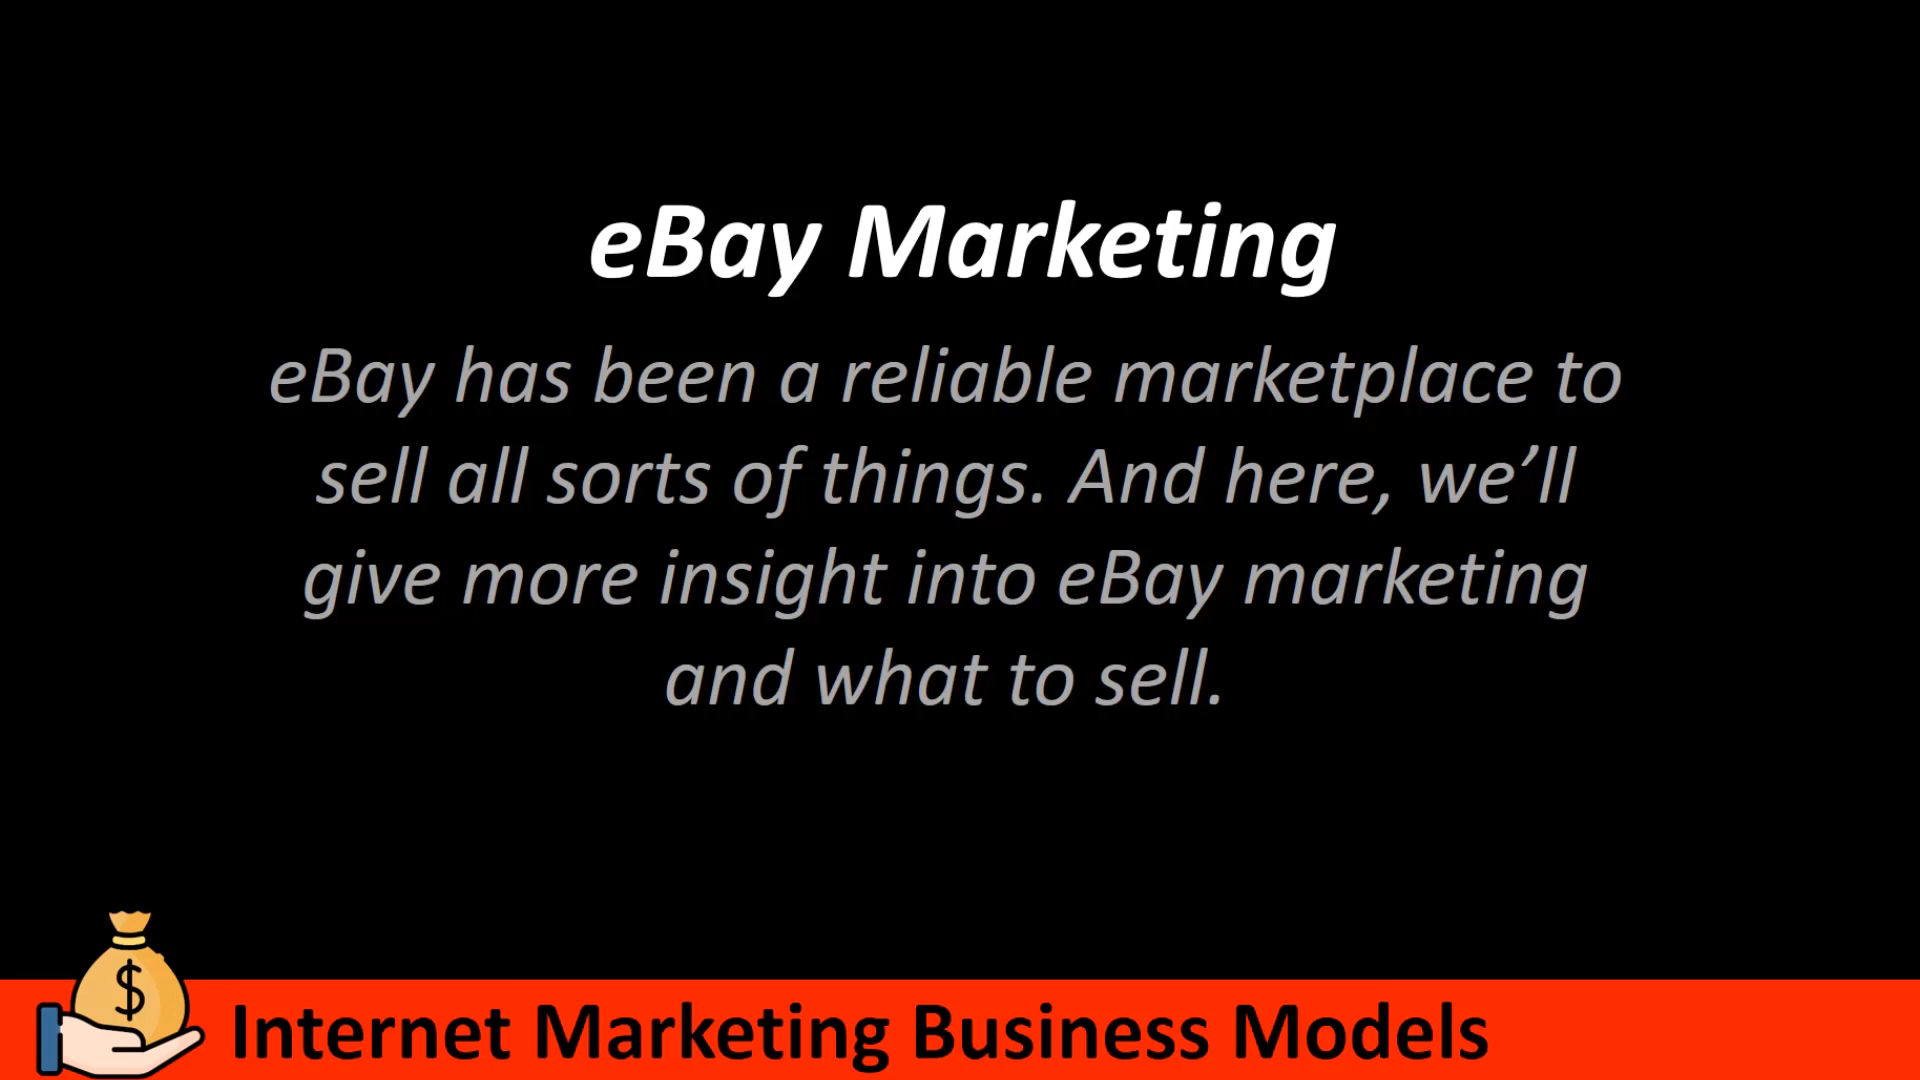 eBay Marketing
eBay has been a reliable marketplace to
sell all sorts of things. And here, we’ll
give more insight into eBay marketing
and what to sell.
$
Internet Marketing Business Models